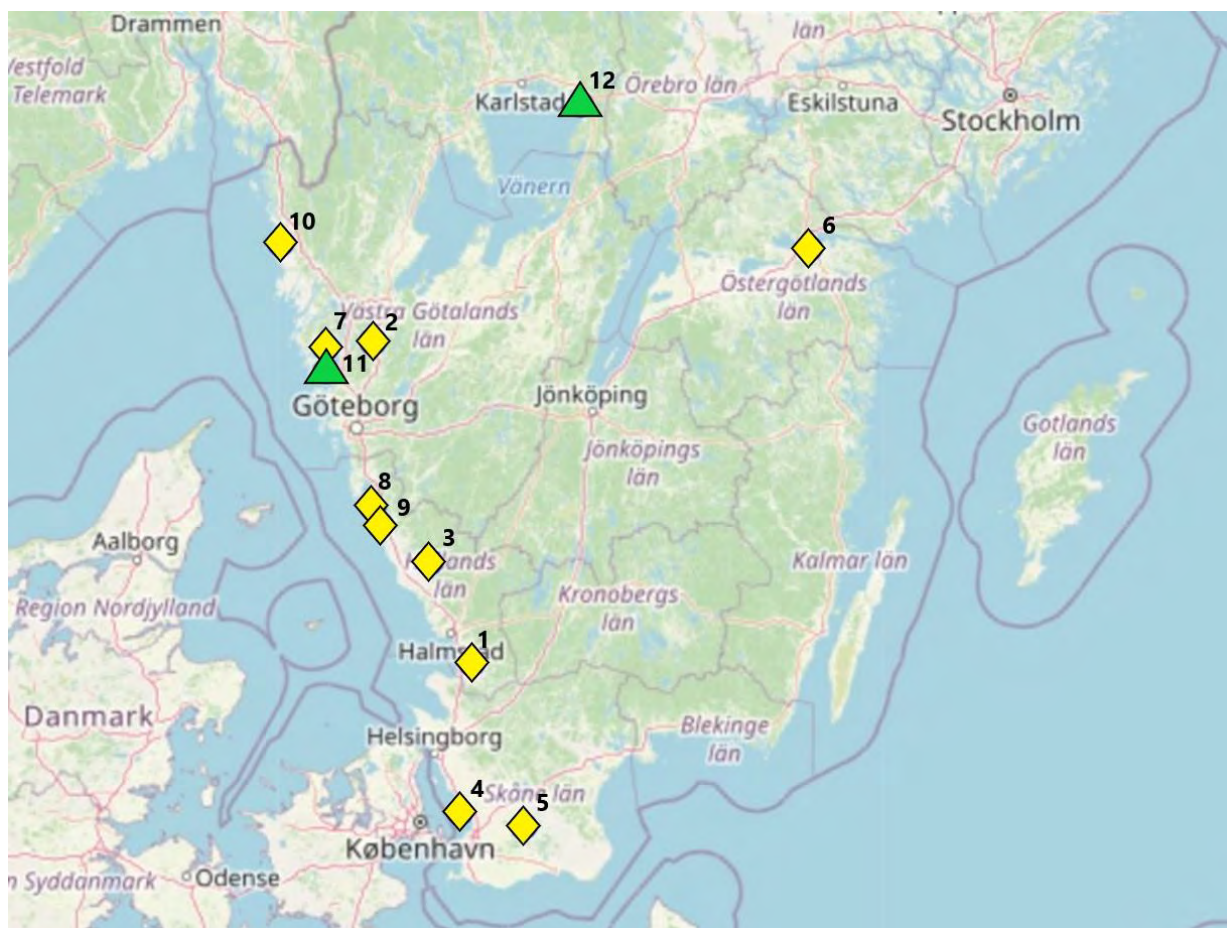 Drammen
län
Vestfold
Telemark
12
Karlstad
Örebro län
Eskilstuna
Stockholm
Vänern
10
6
Östergötlands
län
7
2
Västra Götalands
län
11
Göteborg
Jönköping
Gotlands
län
Jönköpings
län
8
9
Aalborg
3
län
Kalmar län
Region Nordjylland
Kronobergs
län
1
Danmark
Helsingborg
Blekinge
län
4
Skåne län
5
København
Syddanmark
Odense